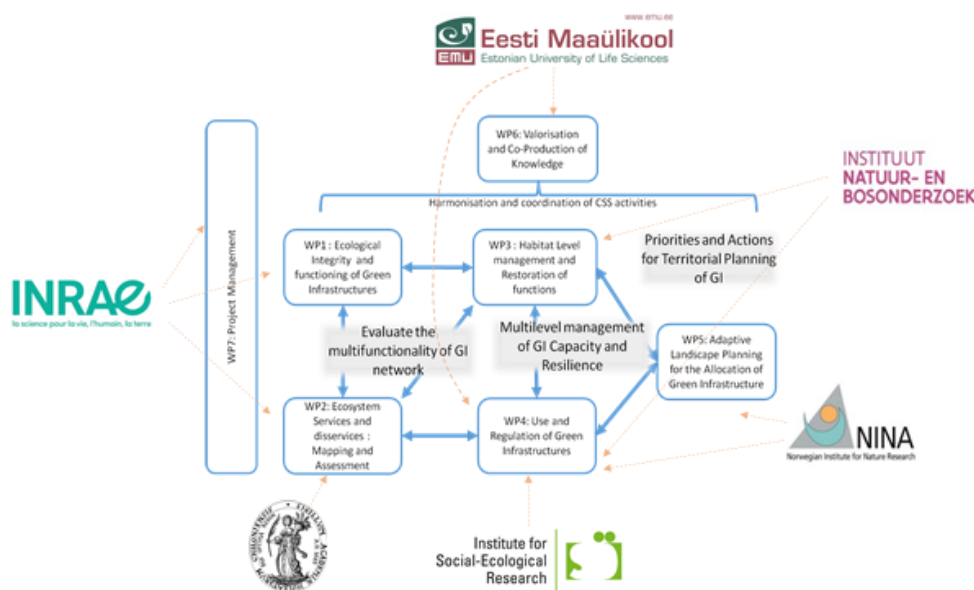 www.emu.ee
Eesti Maaülikool
EMU
Estonian University of Life Sciences
WP6: Valorisation
and Co-Production of
Knowledge
INSTITUUT
NATUUR- EN
BOSONDERZOEK
Harmonisation and coordination of CSS activities
WP7: Project Management
WP1 : Ecological
Integrity and
functioning of Green
Infrastructures
WP3 : Habitat Level
management and
Restoration of
functions
Priorities and Actions
for Territorial Planning
of GI
INRAE
la science pour la vie, l'humain, la terre
Evaluate the
multifunctionality of GI
network
Multilevel management
of GI Capacity and
Resilience
WP5: Adaptive
Landscape Planning
for the Allocation of
Green Infrastructure
WP2: Ecosystem
Services and
disservices :
Mapping and
Assessment
WP4: Use and
Regulation of Green
Infrastructures
NINA
Norwegian Institute for Nature Research
Institute for
Social-Ecological
Research